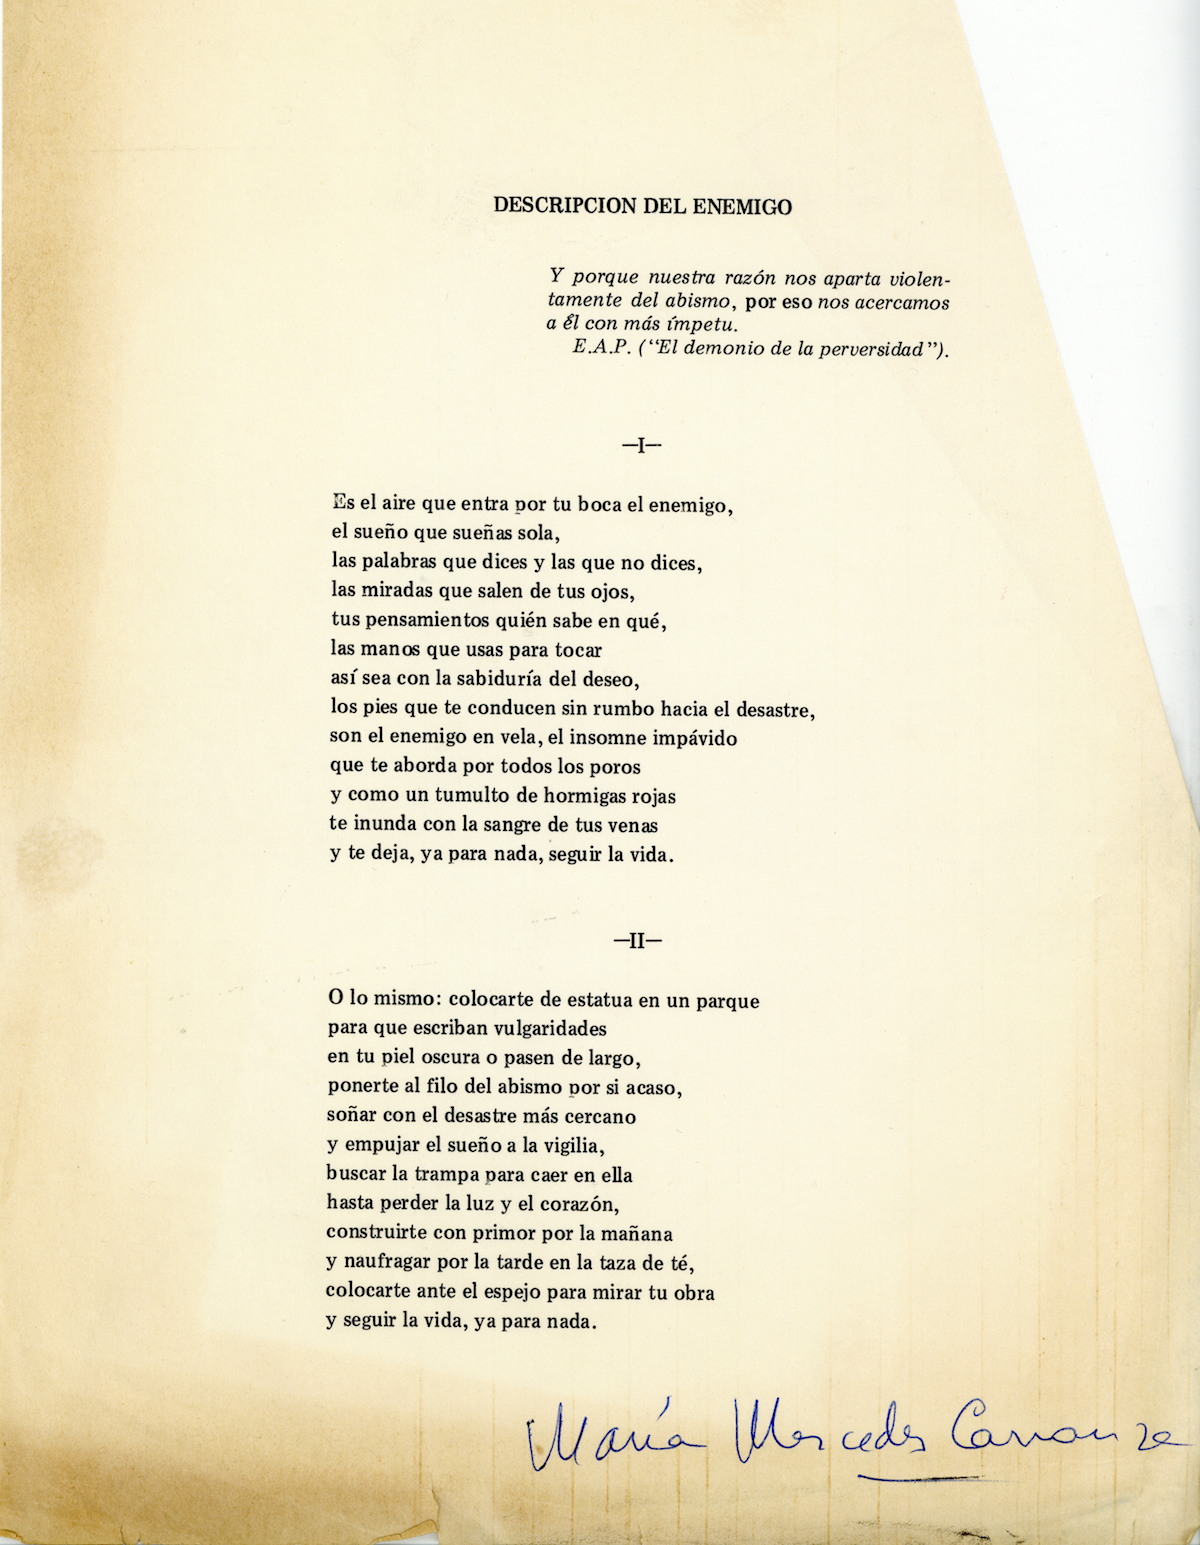 DESCRIPCION DEL ENEMIGO
Y porque nuestra razón nos aparta violen-
tamente del abismo, por eso nos acercamos
a él con más ímpetu.
E.A.P. (“El demonio de la perversidad”).
—I—
Es el aire que entra por tu boca el enemigo,
el sueño que sueñas sola,
las palabras que dices y las que no dices,
las miradas que salen de tus ojos,
tus pensamientos quién sabe en qué,
las manos que usas para tocar
así sea con la sabiduría del deseo,
los pies que te conducen sin rumbo hacia el desastre,
son el enemigo en vela, el insomne impávido
que te aborda por todos los poros
y como un tumulto de hormigas rojas
te inunda con la sangre de tus venas
y te deja, ya para nada, seguir la vida.
—II—
O lo mismo: colocarte de estatua en un parque
para que escriban vulgaridades
en tu piel oscura o pasen de largo,
ponerte al filo del abismo por si acaso,
soñar con el desastre más cercano
y empujar el sueño a la vigilia,
buscar la trampa para caer en ella
hasta perder la luz y el corazón,
construirte con primor por la mañana
y naufragar por la tarde en la taza de té,
colocarte ante el espejo para mirar tu obra
y seguir la vida, ya para nada.
María Mercedes Carranza